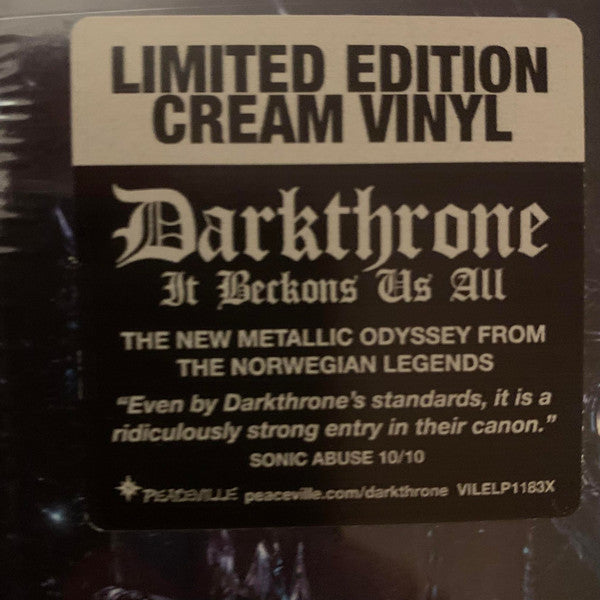 LIMITED EDITION
CREAM VINYL
Darkthrone
It Beckons Us All
THE NEW METALLIC ODYSSEY FROM
THE NORWEGIAN LEGENDS
“Even by Darkthrone’s standards, it is a
ridiculously strong entry in their canon.”
SONIC ABUSE 10/10
PEACEVILLE peaceville.com/darkthrone VILELP1183X